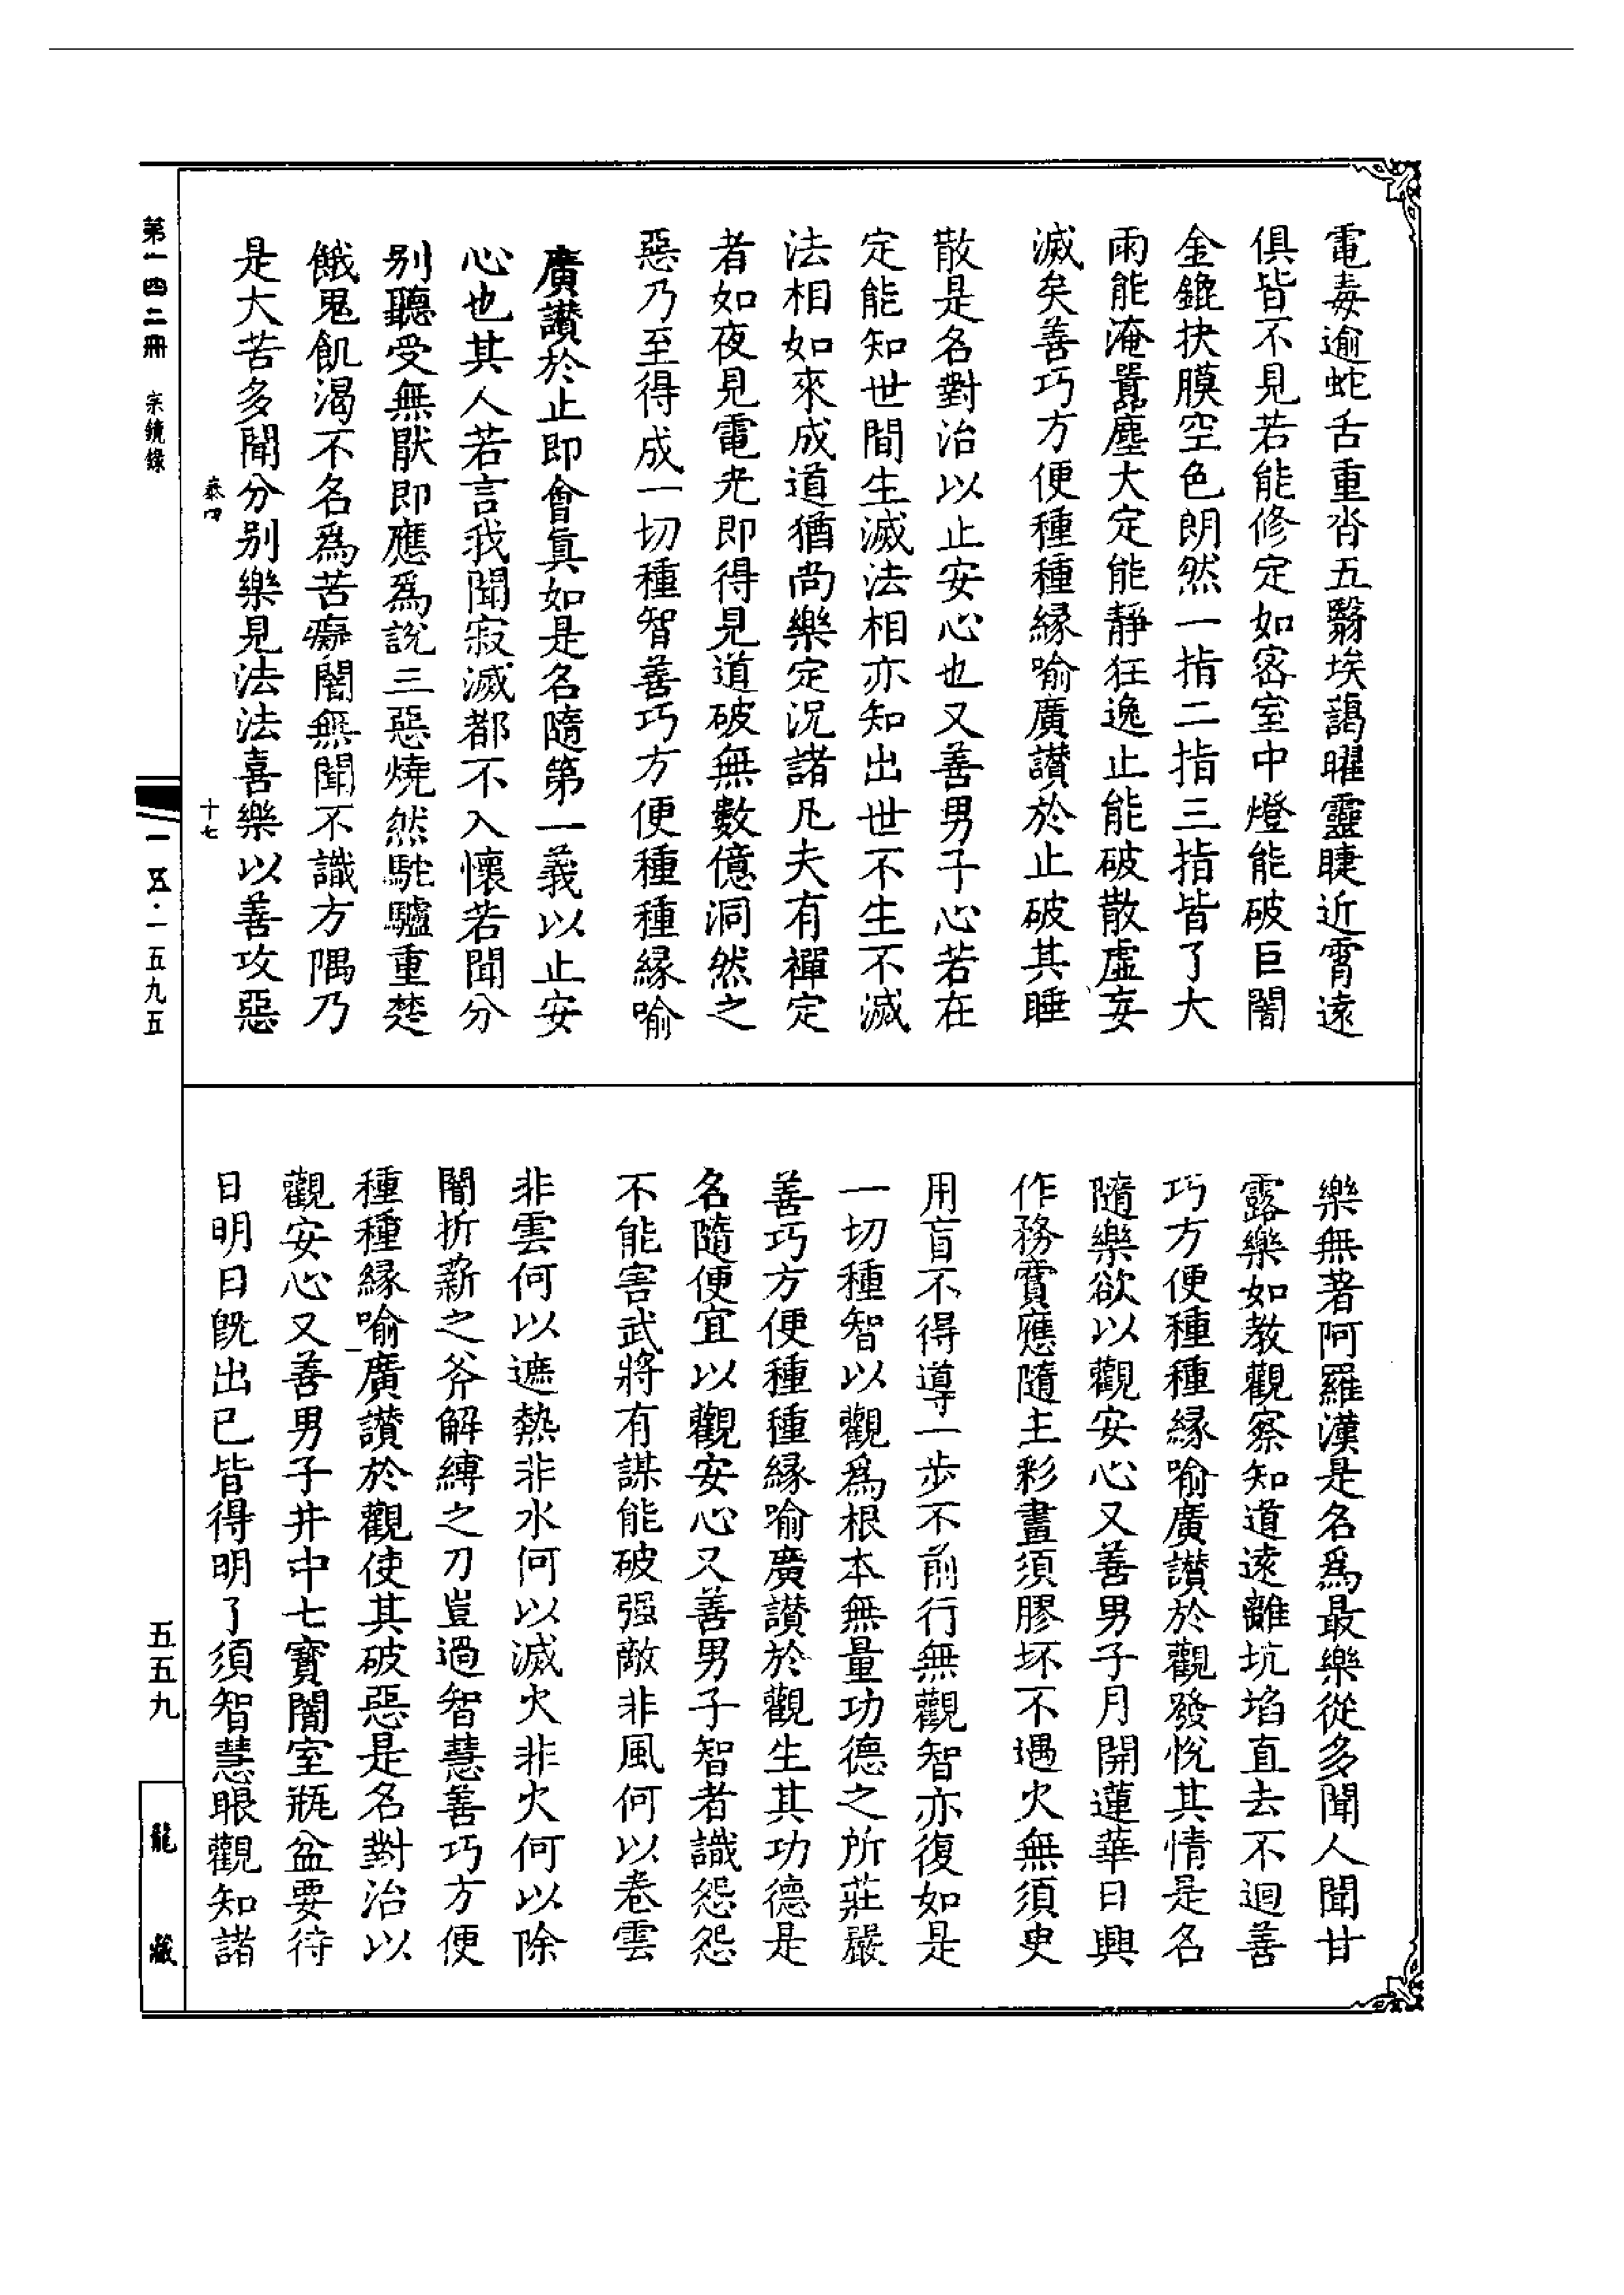 電毒逾蛇舌重沓五翳埃藹曜靈睫近霄遠
俱皆不見若能修定如密室中燈能破巨闇
金錍抉膜空色朗然一指二指三指皆了大
雨能淹囂塵大定能靜狂逸止能破散虛妄
滅矣善巧方便種種緣喻廣讃於止破其睡
散是名對治以止安心也又善男子心若在
定能知世間生滅法相亦知出世不生不滅
法相如來成道猶尚樂定況諸凡夫有禪定
者如夜見電光即得見道破無數億洞然之
惡乃至得成一切種智善巧方便種種緣喻
廣讃於止即會眞如是名隨第一義以止安
心也其人若言我聞寂滅都不入懷若聞分
别聽受無猒即應爲說三惡燒然駝驢重楚
餓鬼飢渴不名爲苦癡闇無聞不識方隅乃
是大苦多聞分别樂見法法喜樂以善攻惡
樂無著阿羅漢是名爲最樂從多聞人聞甘
露樂如教觀察知道遠離坑埳直去不迴善
巧方便種種緣喻廣讃於觀發悅其情是名
隨樂欲以觀安心又善男子月開蓮華日興
作務賓應隨主彩畫須膠坏不遇火無須臾
用盲不得導一步不前行無觀智亦復如是
一切種智以觀爲根本無量功德之所莊嚴
善巧方便種種緣喻廣讃於觀生其功德是
名隨便宜以觀安心又善男子智者識怨怨
不能害武將有謀能破强敵非風何以卷雲
非雲何以遮熱非水何以滅火非火何以除
闇折薪之斧解縛之刀豈過智慧善巧方便
種種緣喻廣讃於觀使其破惡是名對治以
觀安心又善男子井中七寶闇室瓶盆要待
日明日旣出已皆得明了須智慧眼觀知諸
第一四二冊 宗鏡錄
泰四
十七
一五·一五九五
五五九
龍藏